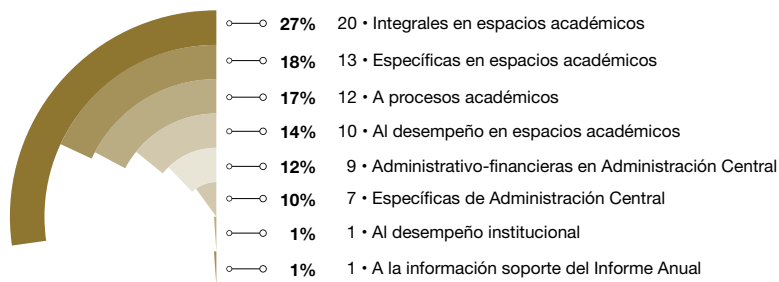 27% 20 • Integrales en espacios académicos
18% 13 • Específicas en espacios académicos
17% 12 • A procesos académicos
14% 10 • Al desempeño en espacios académicos
12% 9 • Administrativo-financieras en Administración Central
10% 7 • Específicas de Administración Central
1% 1 • Al desempeño institucional
1% 1 • A la información soporte del Informe Anual